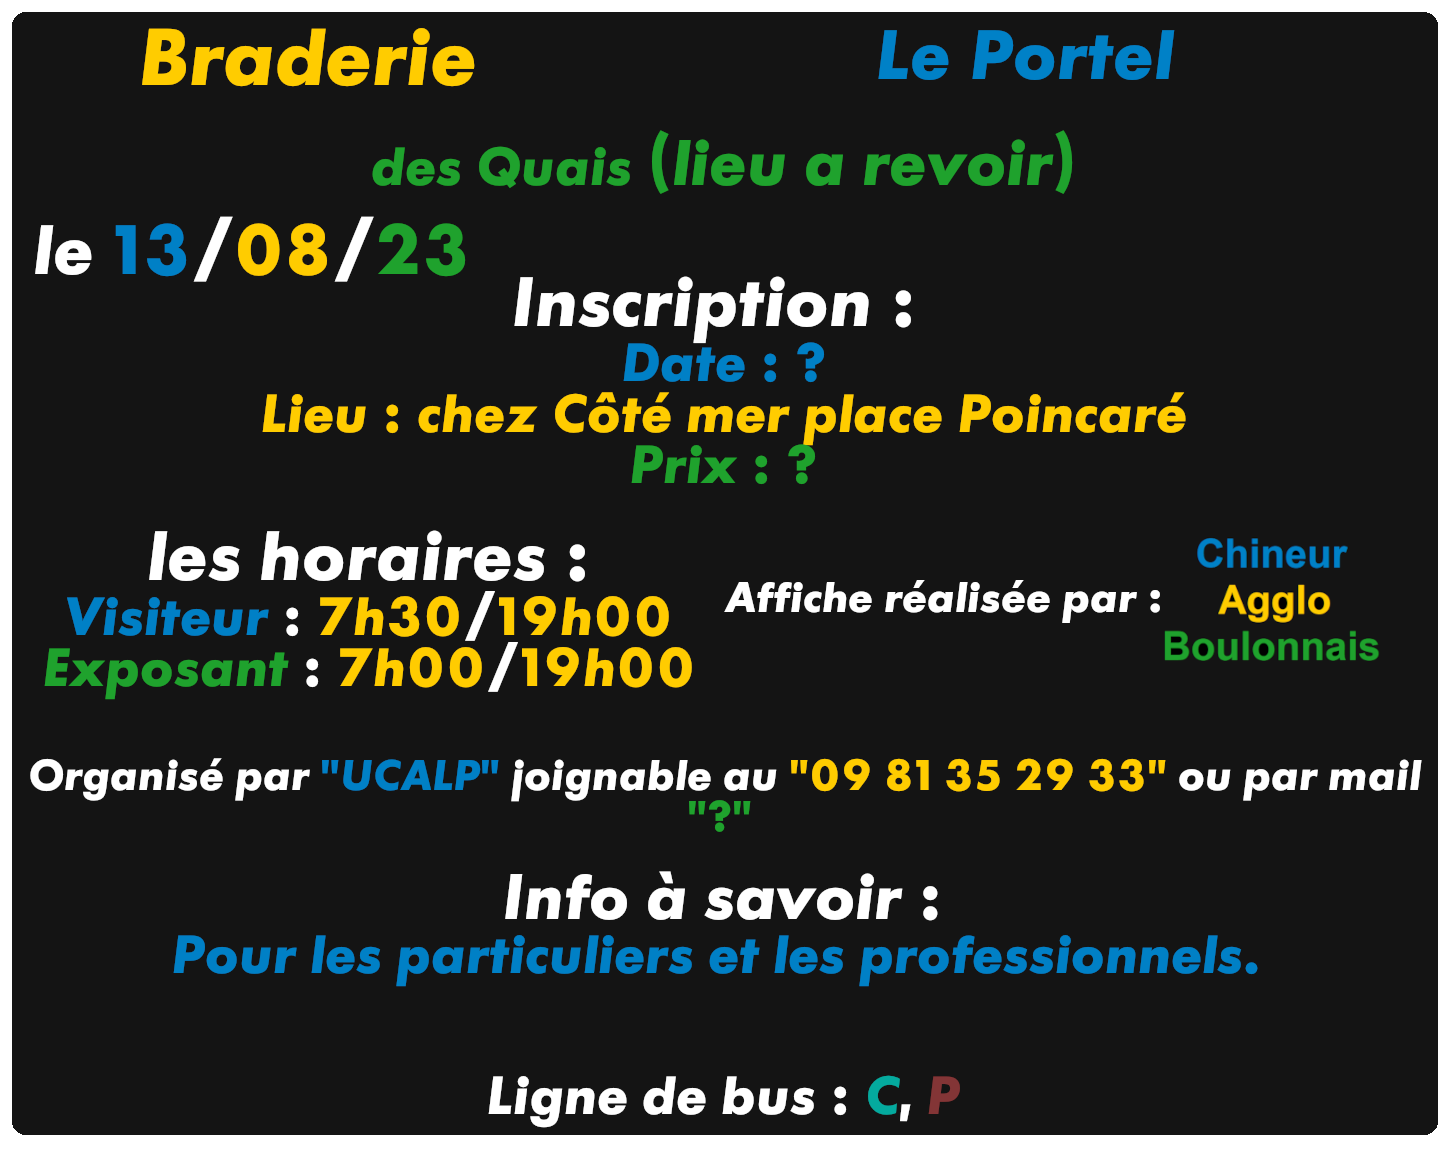 Braderie Le Portel
des Quais (lieu a revoir)
le 13/08/23
Inscription :
Date : ?
Lieu : chez Côté mer place Poincaré
Prix : ?
les horaires :
Visiteur : 7h30/19h00
Exposant : 7h00/19h00
Affiche réalisée par :
Chineur
Agglo
Boulonnais
Organisé par "UCALP" joignable au "09 81 35 29 33" ou par mail
"?"
Info à savoir :
Pour les particuliers et les professionnels.
Ligne de bus : C, P